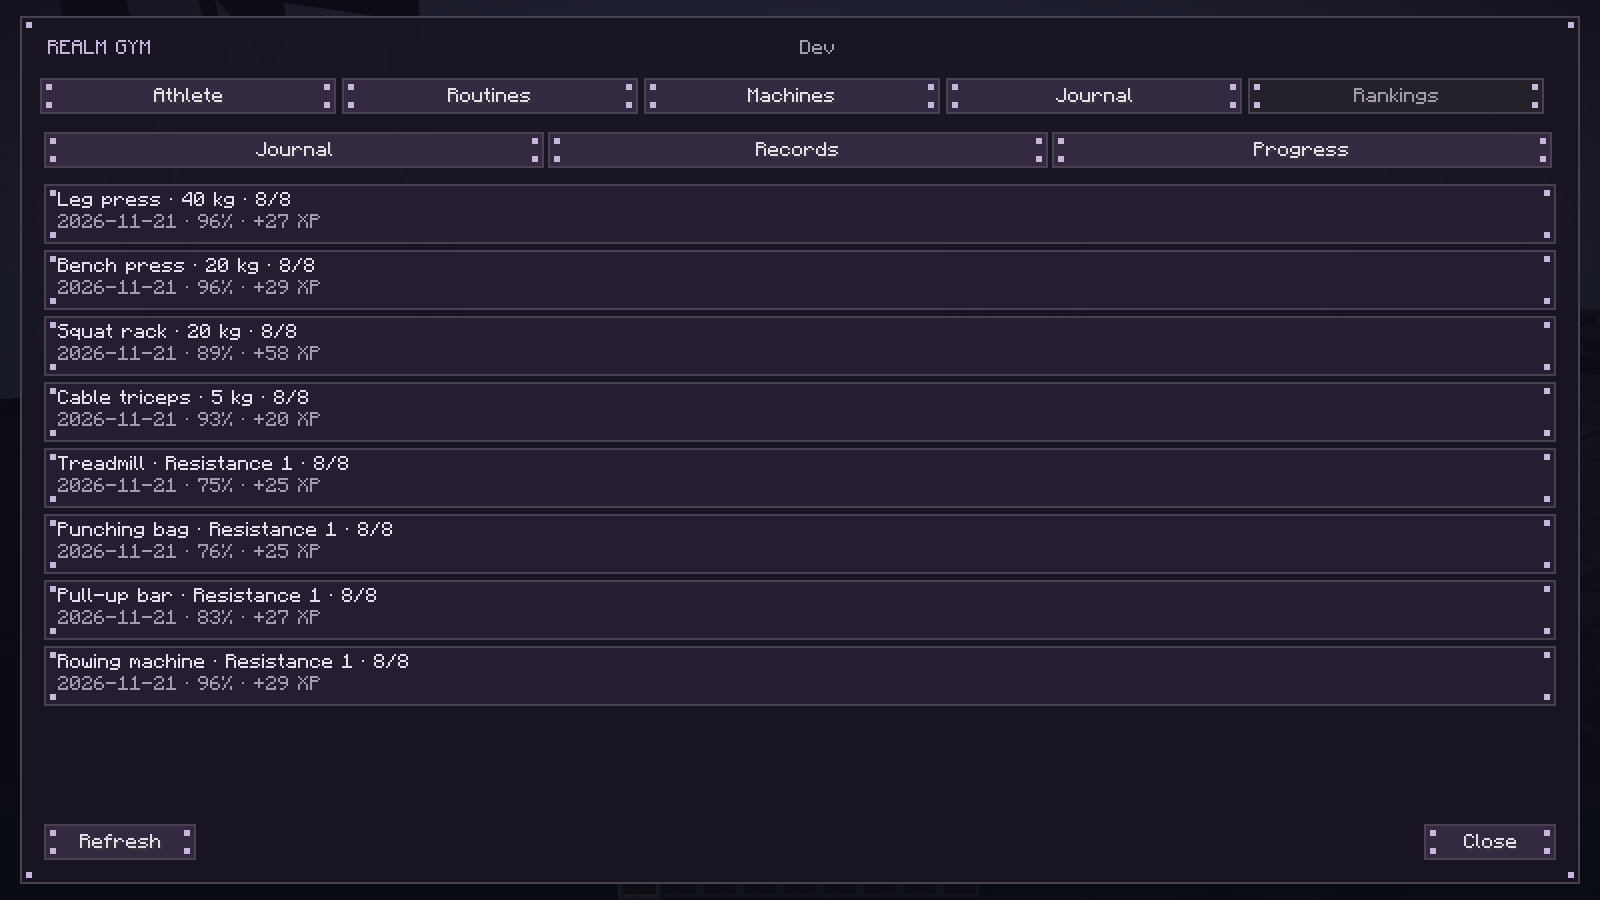 REALM GYM
Dev
Athlete
Routines
Machines
Journal
Rankings
Journal
Records
Progress
Leg press · 40 kg · 8/8
2026-11-21 · 96% · +27 XP
Bench press · 20 kg · 8/8
2026-11-21 · 96% · +29 XP
Squat rack · 20 kg · 8/8
2026-11-21 · 89% · +58 XP
Cable triceps · 5 kg · 8/8
2026-11-21 · 93% · +20 XP
Treadmill · Resistance 1 · 8/8
2026-11-21 · 75% · +25 XP
Punching bag · Resistance 1 · 8/8
2026-11-21 · 76% · +25 XP
Pull-up bar · Resistance 1 · 8/8
2026-11-21 · 83% · +27 XP
Rowing machine · Resistance 1 · 8/8
2026-11-21 · 96% · +29 XP
Refresh
Close